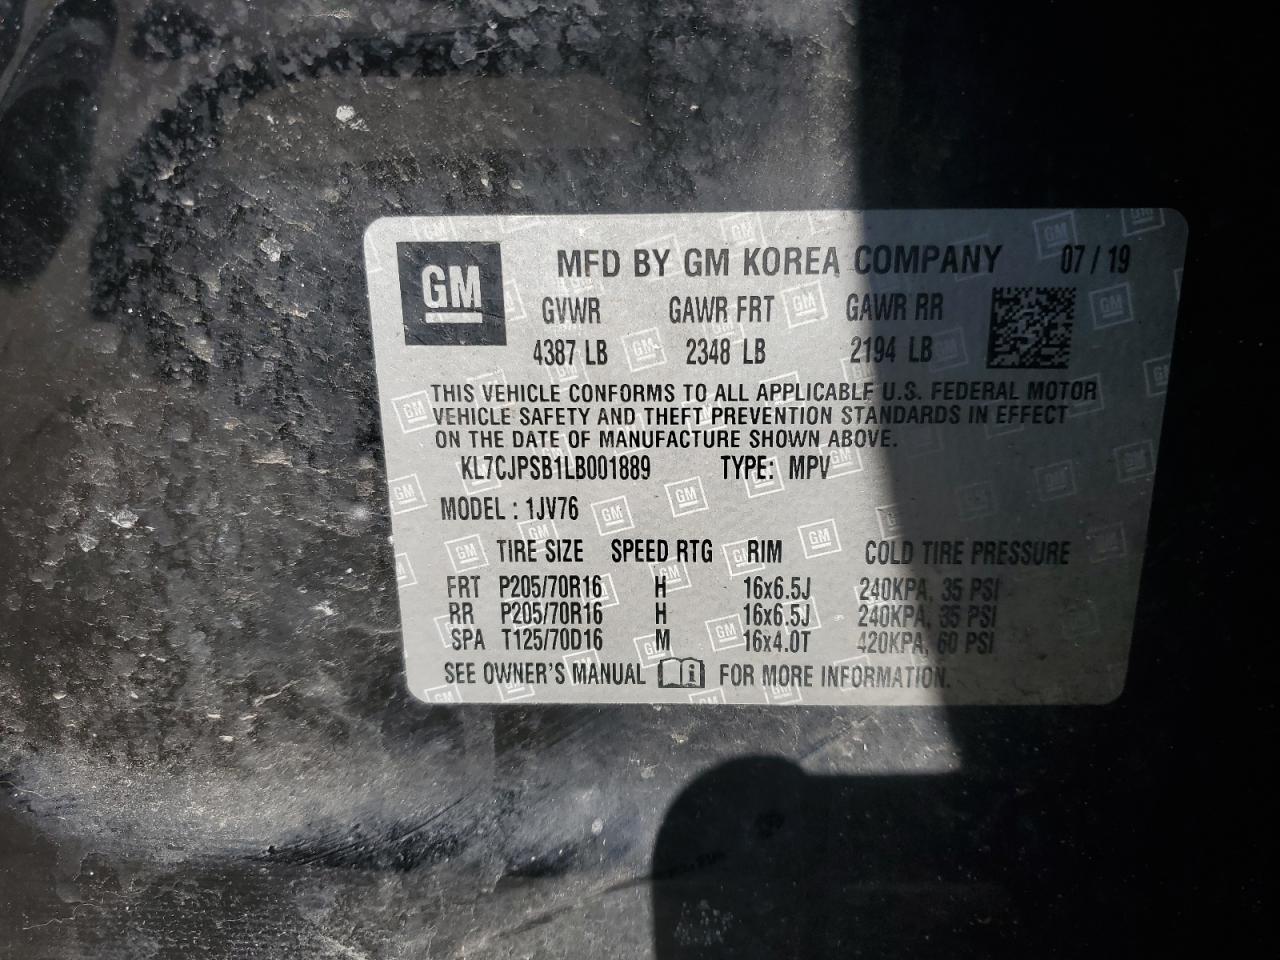 GM MFD BY GM KOREA COMPANY 07/19
GVWR GAWR FRT GAWR RR
4387 LB 2348 LB 2194 LB
THIS VEHICLE CONFORMS TO ALL APPLICABLE U.S. FEDERAL MOTOR
VEHICLE SAFETY AND THEFT PREVENTION STANDARDS IN EFFECT
ON THE DATE OF MANUFACTURE SHOWN ABOVE.
KL7CJPSB1LB001889 TYPE: MPV
MODEL : 1JV76
TIRE SIZE SPEED RTG RIM COLD TIRE PRESSURE
FRT P205/70R16 H 16x6.5J 240KPA, 35 PSI
RR P205/70R16 H 16x6.5J 240KPA, 35 PSI
SPA T125/70D16 M 16x4.0T 420KPA, 60 PSI
SEE OWNER'S MANUAL i FOR MORE INFORMATION.